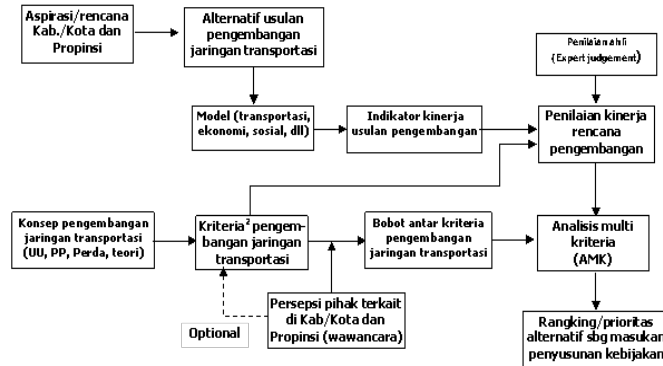 Aspirasi/rencana
Kab./Kota dan
Propinsi
Alternatif usulan
pengembangan
jaringan transportasi
Penilaian ahli
(Expert judgement)
Model (transportasi,
ekonomi, sosial, dll)
Indikator kinerja
usulan pengembangan
Penilaian kinerja
rencana
pengembangan
Konsep pengembangan
jaringan transportasi
(UU, PP, Perda, teori)
Kriteria² pengem-
bangan jaringan
transportasi
Bobot antar kriteria
pengembangan
jaringan transportasi
Analisis multi
kriteria
(AMK)
Optional
Persepsi pihak terkait
di Kab/Kota dan
Propinsi (wawancara)
Rangking/prioritas
alternatif sbg masukan
penyusunan kebijakan